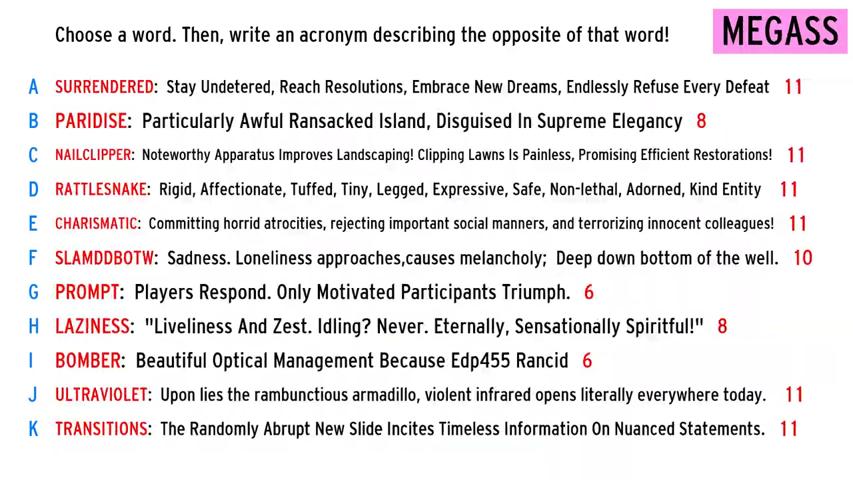 Choose a word. Then, write an acronym describing the opposite of that word!
MEGASS
A SURRENDERED: Stay Undetered, Reach Resolutions, Embrace New Dreams, Endlessly Refuse Every Defeat 11
B PARIDISE: Particularly Awful Ransacked Island, Disguised In Supreme Elegancy 8
C NAILCLIPPER: Noteworthy Apparatus Improves Landscaping! Clipping Lawns Is Painless, Promising Efficient Restorations! 11
D RATTLESNAKE: Rigid, Affectionate, Tuffed, Tiny, Legged, Expressive, Safe, Non-lethal, Adorned, Kind Entity 11
E CHARISMATIC: Committing horrid atrocities, rejecting important social manners, and terrorizing innocent colleagues! 11
F SLAMDDBOTW: Sadness. Loneliness approaches,causes melancholy; Deep down bottom of the well. 10
G PROMPT: Players Respond. Only Motivated Participants Triumph. 6
H LAZINESS: "Liveliness And Zest. Idling? Never. Eternally, Sensationally Spiritful!" 8
I BOMBER: Beautiful Optical Management Because Edp455 Rancid 6
J ULTRAVIOLET: Upon lies the rambunctious armadillo, violent infrared opens literally everywhere today. 11
K TRANSITIONS: The Randomly Abrupt New Slide Incites Timeless Information On Nuanced Statements. 11